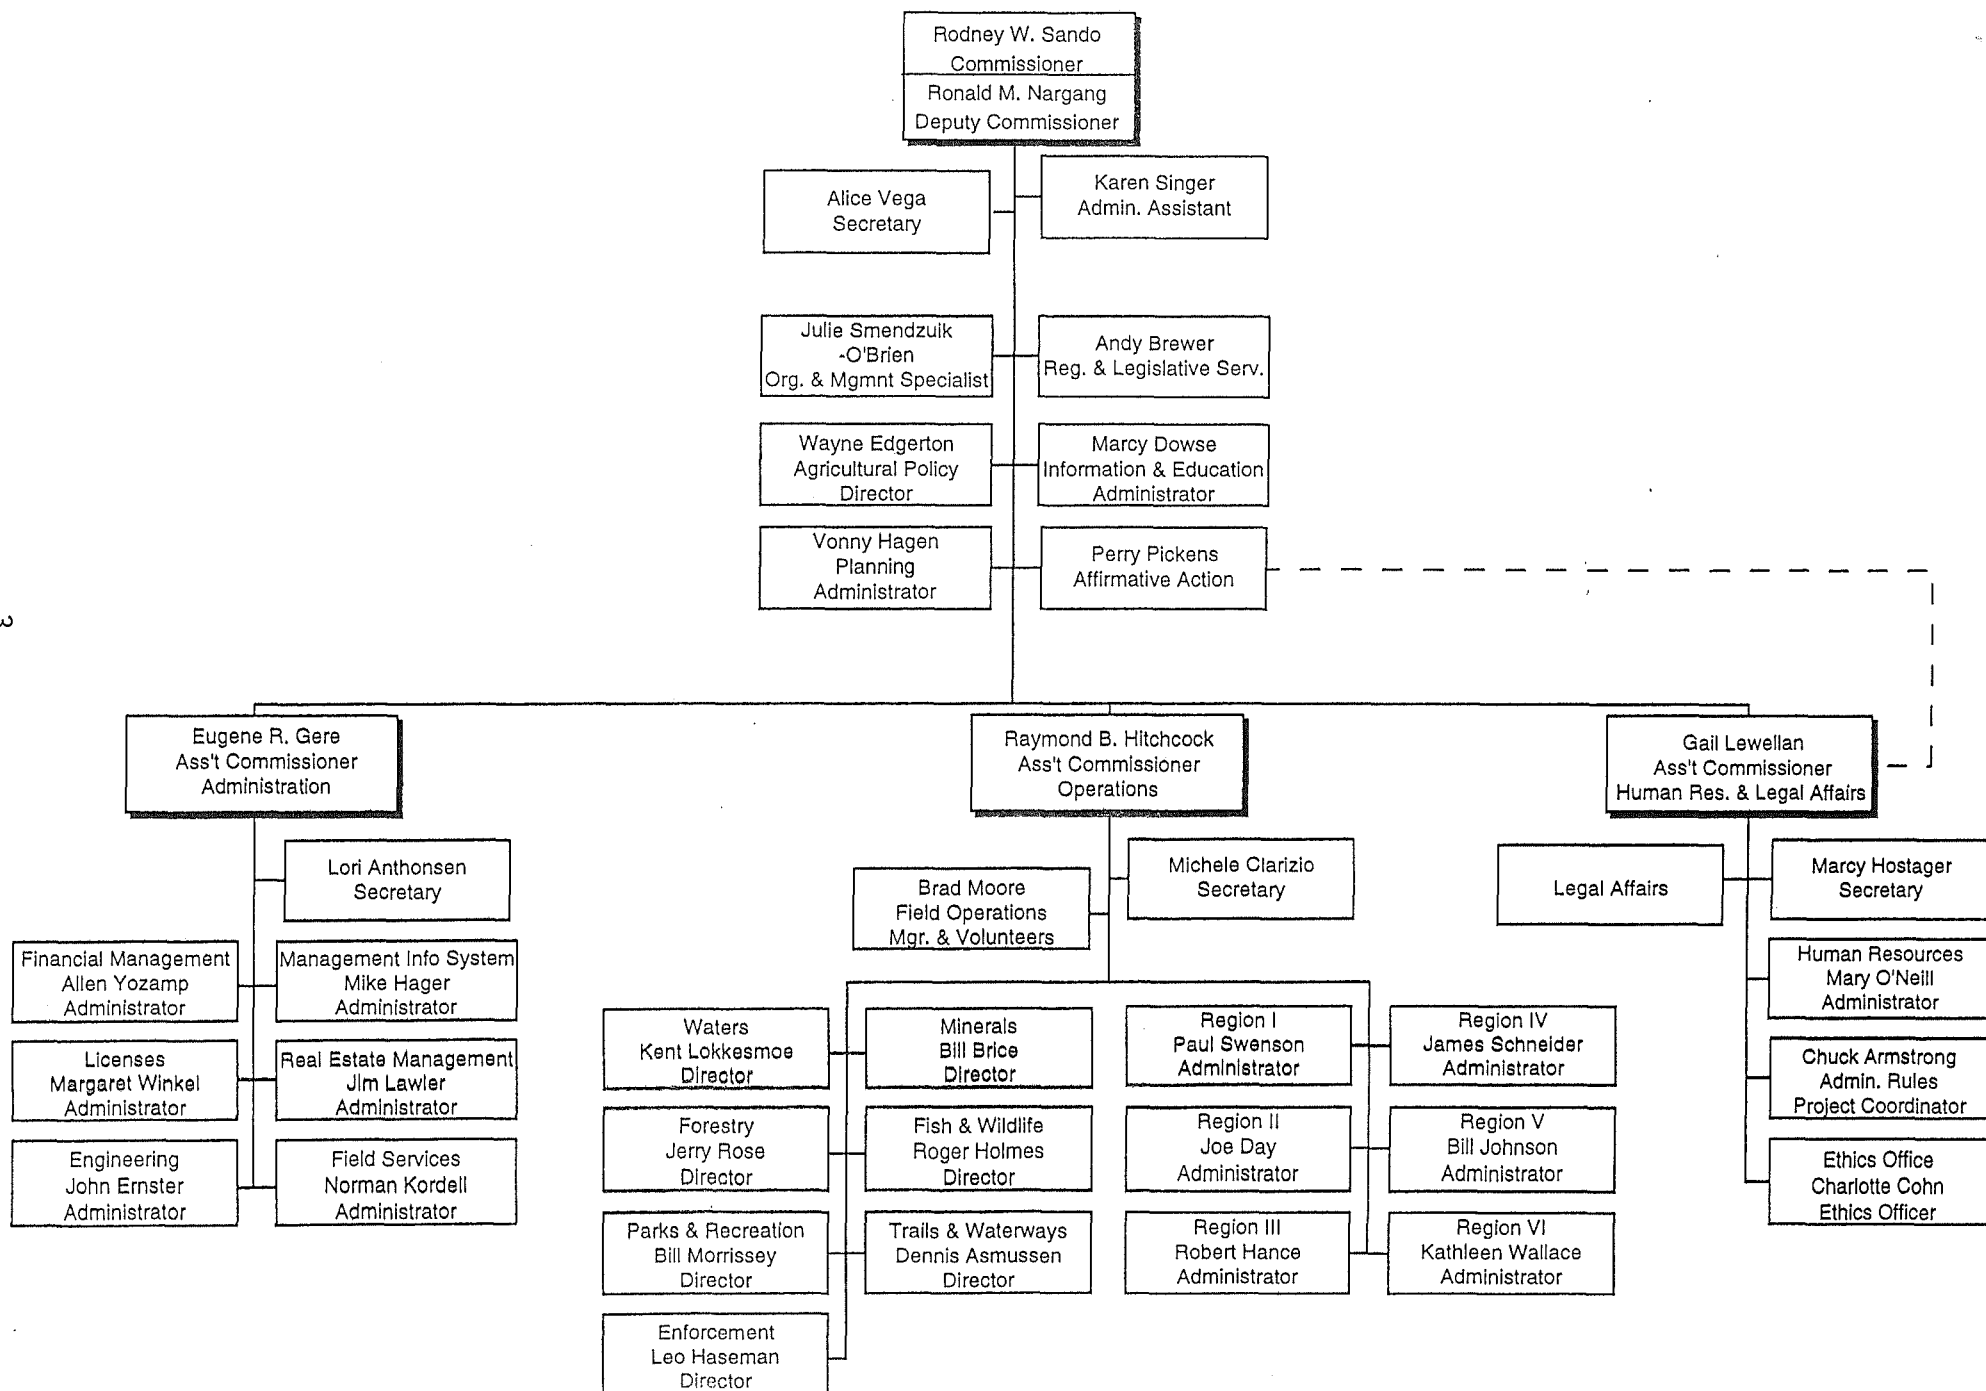 Rodney W. Sando
Commissioner
Ronald M. Nargang
Deputy Commissioner
Alice Vega
Secretary
Karen Singer
Admin. Assistant
Julie Smendzuik
-O'Brien
Org. & Mgmnt Specialist
Andy Brewer
Reg. & Legislative Serv.
Wayne Edgerton
Agricultural Policy
Director
Marcy Dowse
Information & Education
Administrator
Vonny Hagen
Planning
Administrator
Perry Pickens
Affirmative Action
3
Eugene R. Gere
Ass't Commissioner
Administration
Raymond B. Hitchcock
Ass't Commissioner
Operations
Gail Lewellan
Ass't Commissioner
Human Res. & Legal Affairs
Lori Anthonsen
Secretary
Financial Management
Allen Yozamp
Administrator
Management Info System
Mike Hager
Administrator
Licenses
Margaret Winkel
Administrator
Real Estate Management
Jim Lawler
Administrator
Engineering
John Ernster
Administrator
Field Services
Norman Kordell
Administrator
Brad Moore
Field Operations
Mgr. & Volunteers
Michele Clarizio
Secretary
Waters
Kent Lokkesmoe
Director
Minerals
Bill Brice
Director
Forestry
Jerry Rose
Director
Fish & Wildlife
Roger Holmes
Director
Parks & Recreation
Bill Morrissey
Director
Trails & Waterways
Dennis Asmussen
Director
Enforcement
Leo Haseman
Director
Region I
Paul Swenson
Administrator
Region IV
James Schneider
Administrator
Region II
Joe Day
Administrator
Region V
Bill Johnson
Administrator
Region III
Robert Hance
Administrator
Region VI
Kathleen Wallace
Administrator
Legal Affairs
Marcy Hostager
Secretary
Human Resources
Mary O'Neill
Administrator
Chuck Armstrong
Admin. Rules
Project Coordinator
Ethics Office
Charlotte Cohn
Ethics Officer